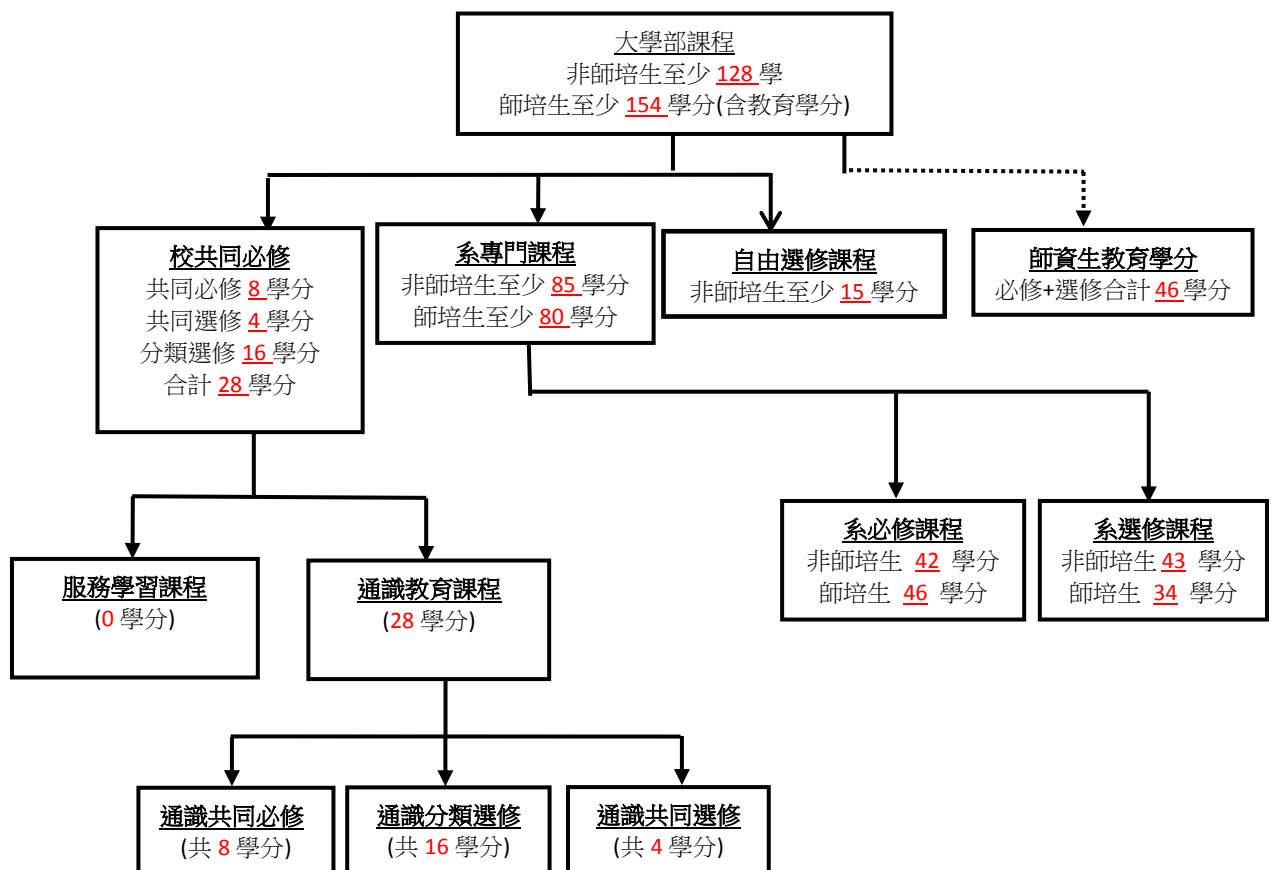 大學部課程
非師培生至少 128 學
師培生至少 154 學分(含教育學分)
校共同必修
共同必修 8 學分
共同選修 4 學分
分類選修 16 學分
合計 28 學分
系專門課程
非師培生至少 85 學分
師培生至少 80 學分
自由選修課程
非師培生至少 15 學分
師資生教育學分
必修+選修合計 46 學分
系必修課程
非師培生 42 學分
師培生 46 學分
系選修課程
非師培生 43 學分
師培生 34 學分
服務學習課程
(0 學分)
通識教育課程
(28 學分)
通識共同必修
(共 8 學分)
通識分類選修
(共 16 學分)
通識共同選修
(共 4 學分)